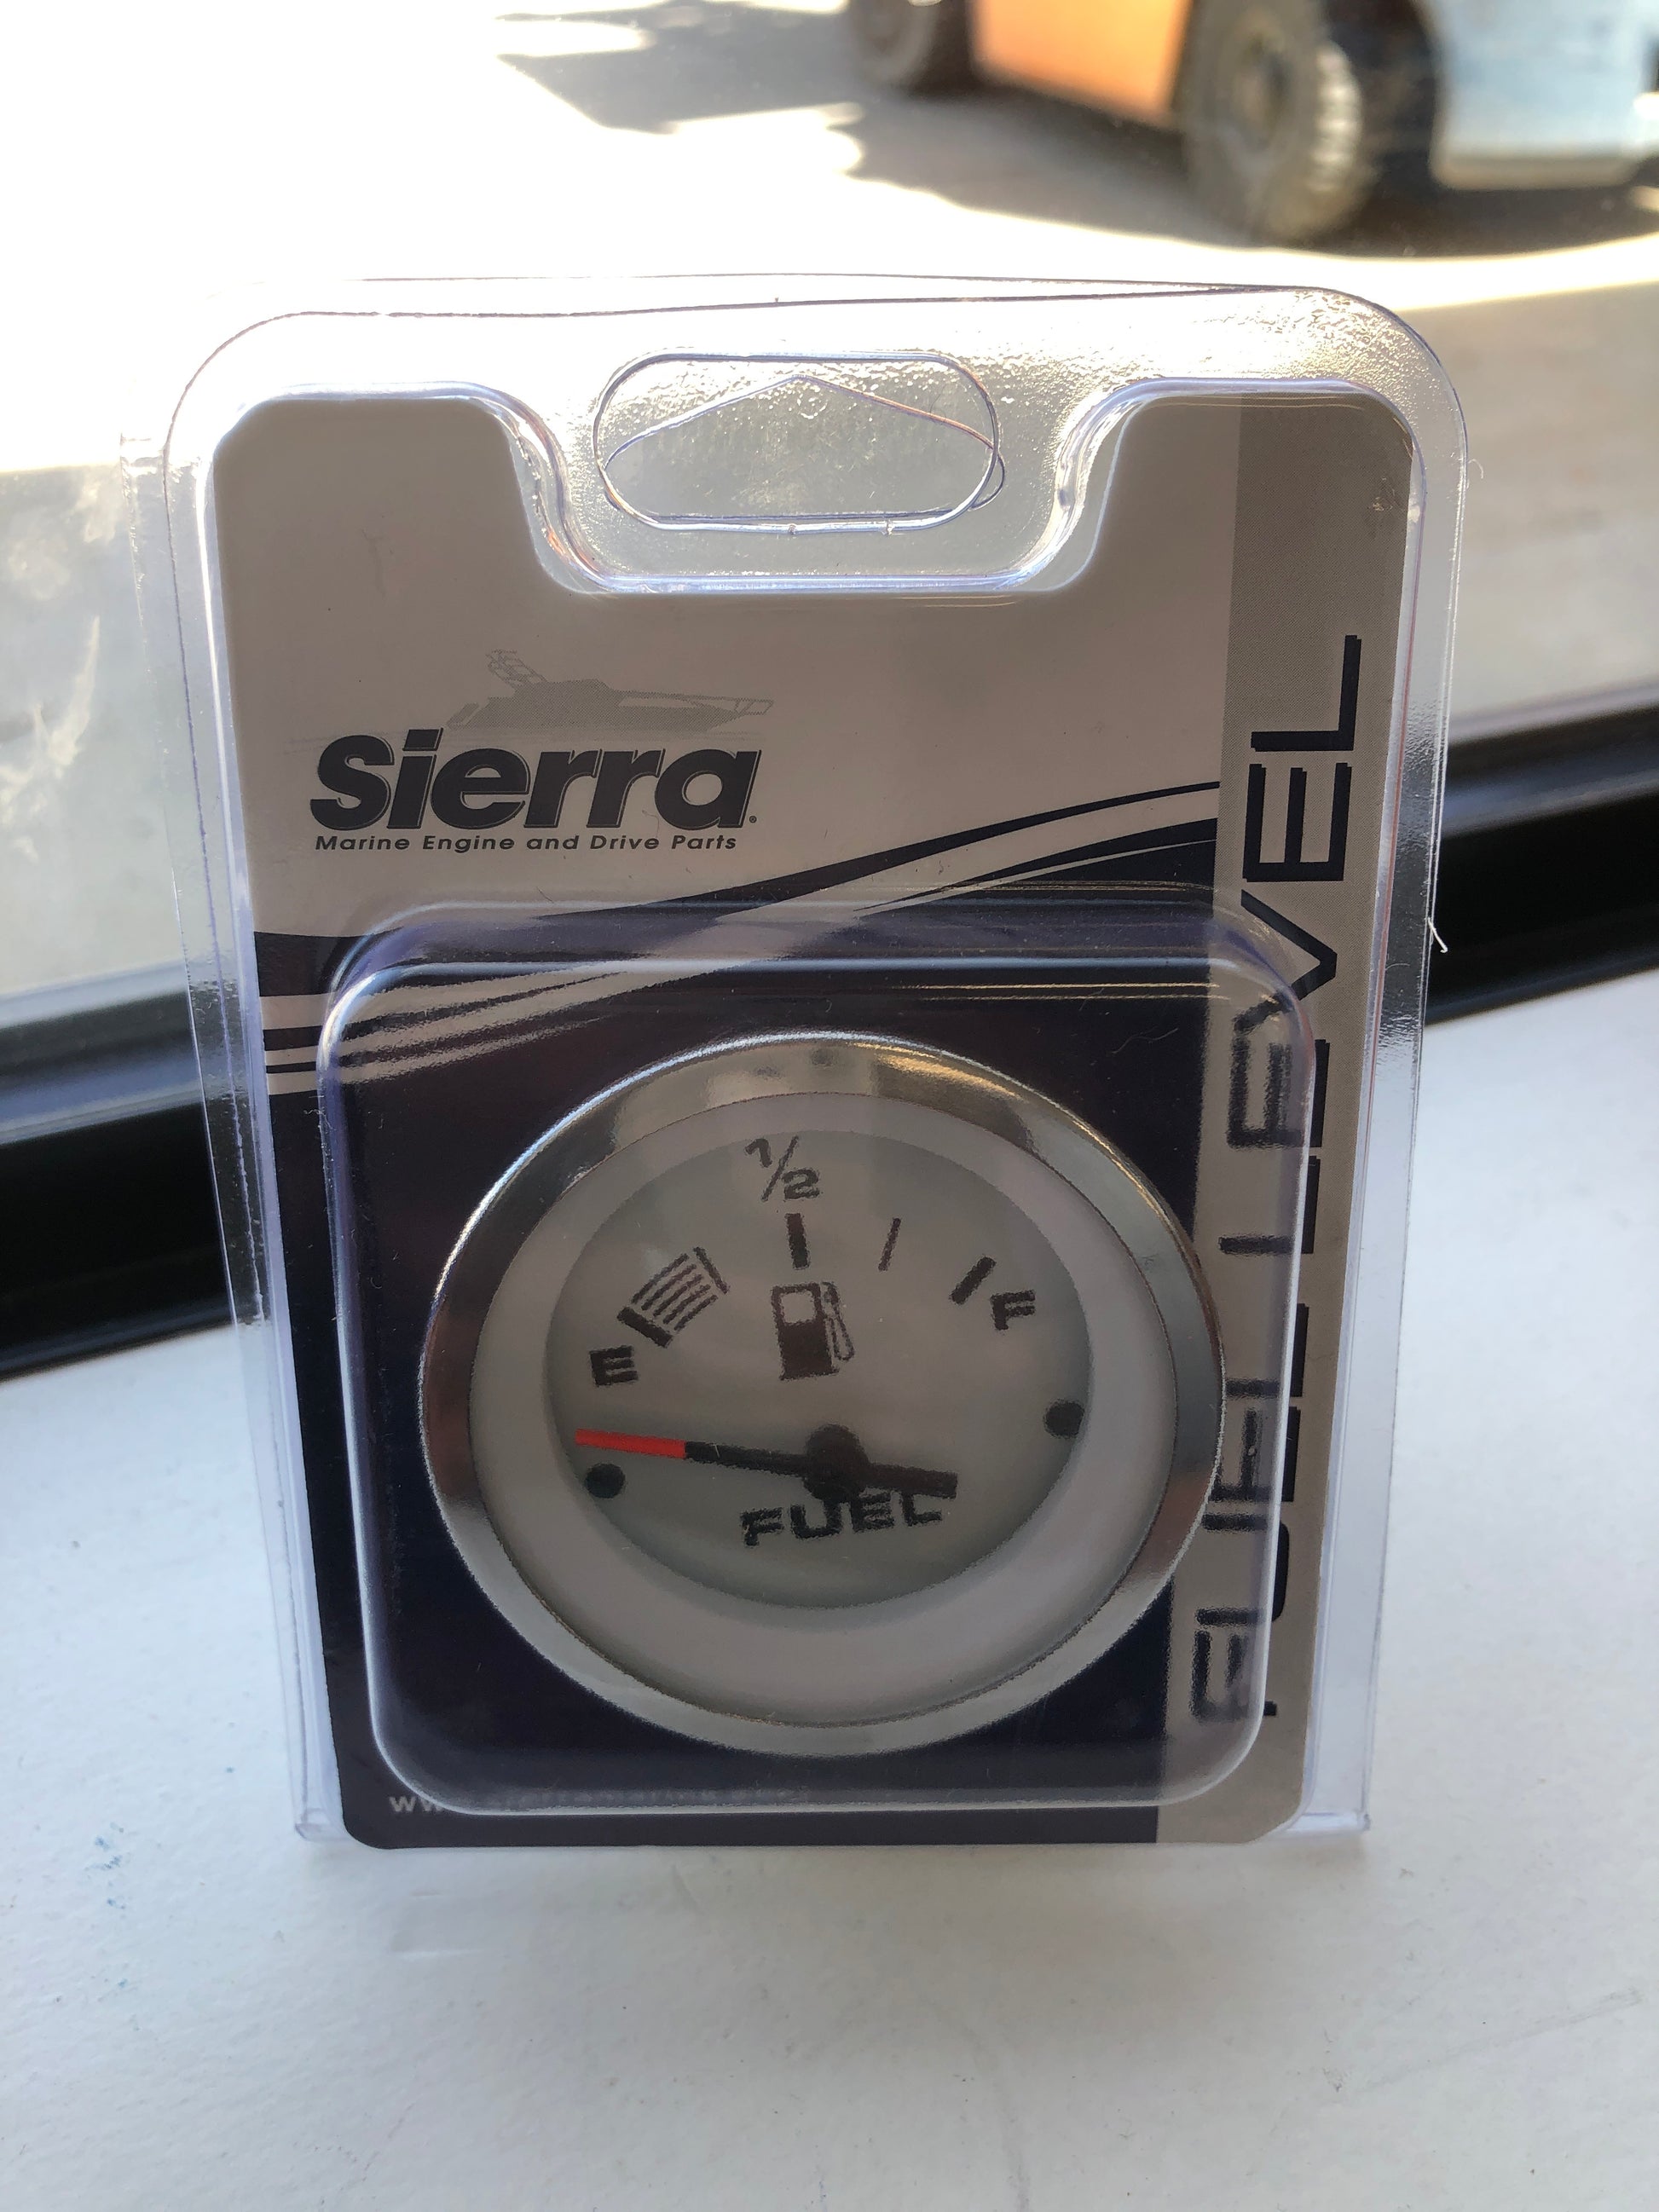 Sierra®
Marine Engine and Drive Parts
FUEL LEVEL
1/2
E
F
FUEL